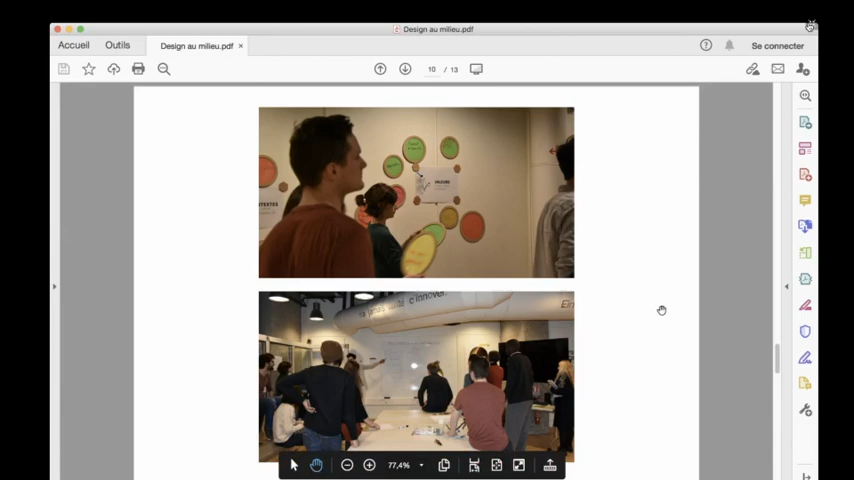 Design au milieu.pdf
Accueil
Outils
Design au milieu.pdf ×
Se connecter
10 / 13
VALEURS
TEXTES
c'innover.
77,4%